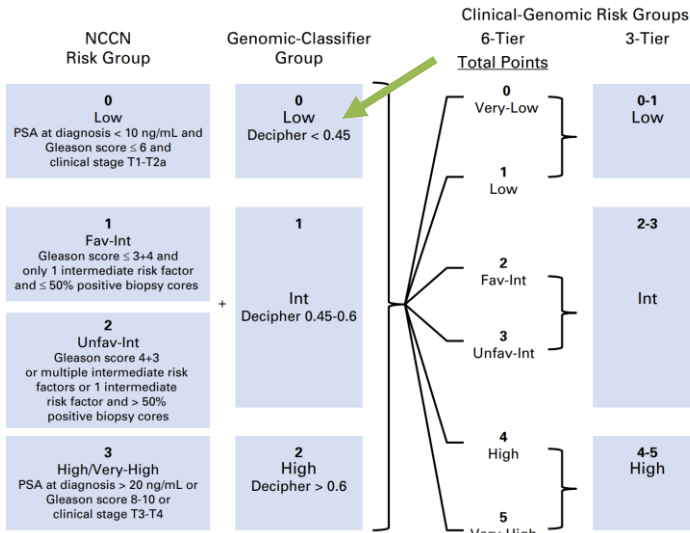 Clinical-Genomic Risk Groups
NCCN
Risk Group
Genomic-Classifier
Group
6-Tier
3-Tier
Total Points
0
Low
PSA at diagnosis < 10 ng/mL and
Gleason score ≤ 6 and
clinical stage T1-T2a
1
Fav-Int
Gleason score ≤ 3+4 and
only 1 intermediate risk factor
and ≤ 50% positive biopsy cores
2
Unfav-Int
Gleason score 4+3
or multiple intermediate risk
factors or 1 intermediate
risk factor and > 50%
positive biopsy cores
3
High/Very-High
PSA at diagnosis > 20 ng/mL or
Gleason score 8-10 or
clinical stage T3-T4
+
0
Low
Decipher < 0.45
1
Int
Decipher 0.45-0.6
2
High
Decipher > 0.6
0
Very-Low
1
Low
2
Fav-Int
3
Unfav-Int
4
High
5
Very-High
0-1
Low
2-3
Int
4-5
High